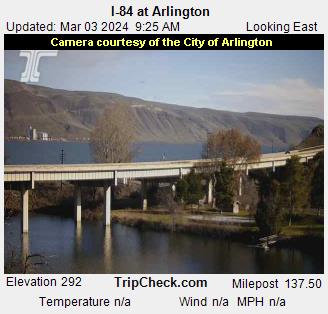 I-84 at Arlington
Updated: Mar 03 2024 9:25 AM Looking East
Camera courtesy of the City of Arlington
Elevation 292 TripCheck.com Milepost 137.50
Temperature n/a Wind n/a MPH n/a